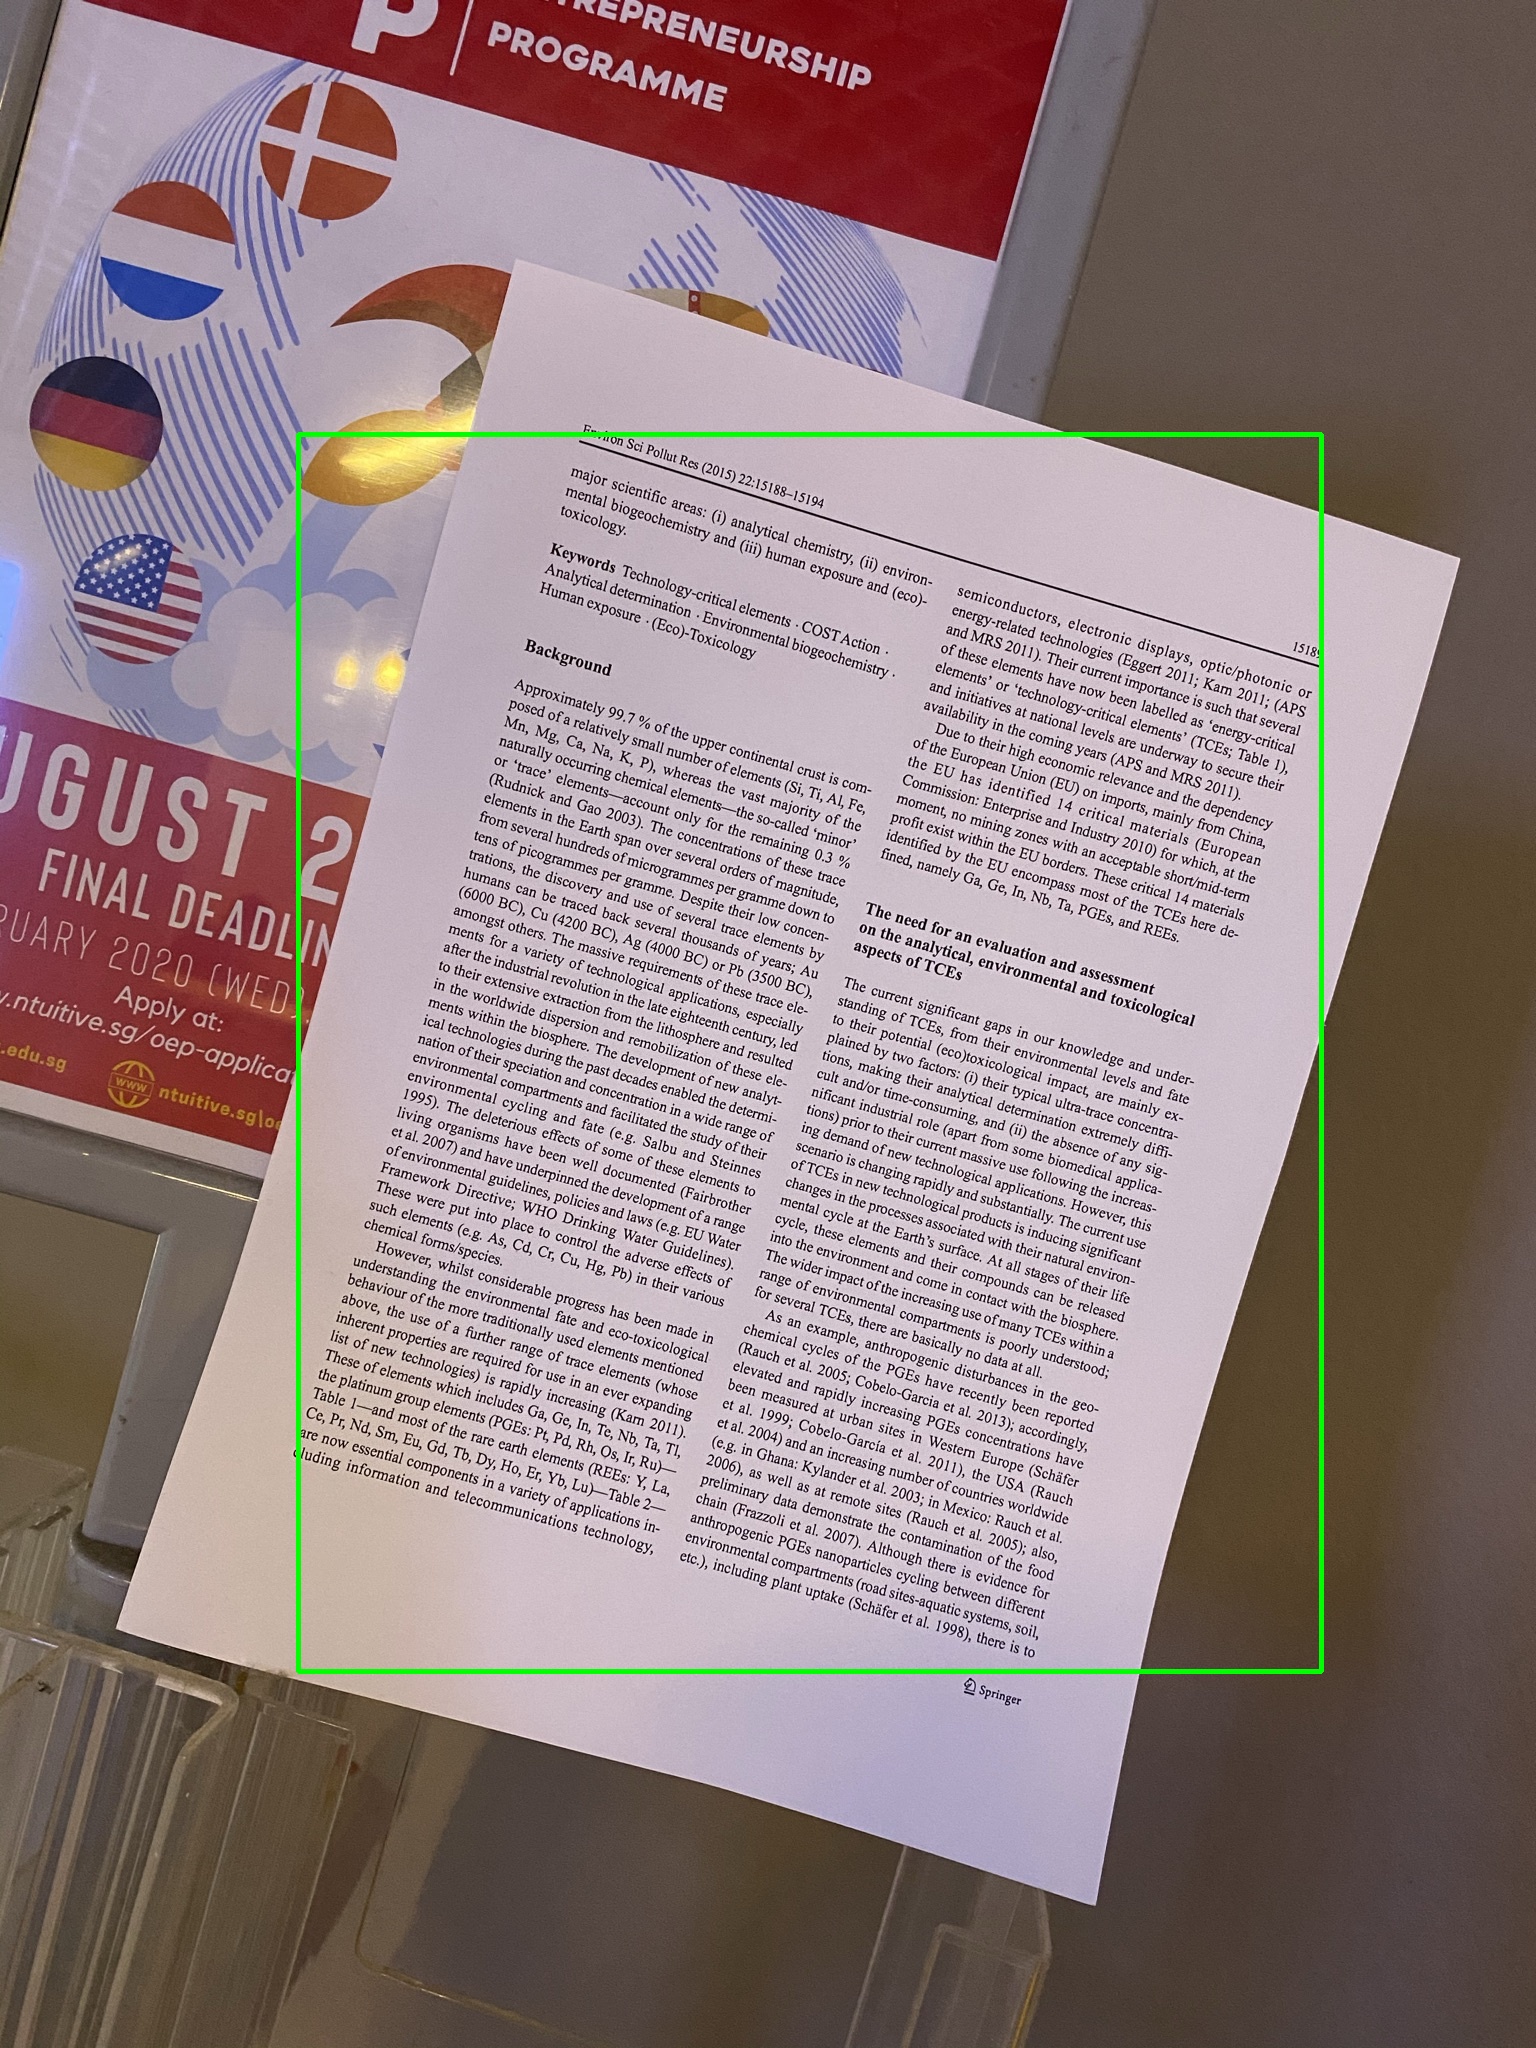 ENTREPRENEURSHIP
PROGRAMME
AUGUST 2
FINAL DEADLIN
RUARY 2020 (WED),
Apply at:
.ntuitive.sg/oep-applicat
.edu.sg
www
ntuitive.sg|o
Environ Sci Pollut Res (2015) 22:15188–15194
15189
major scientific areas: (i) analytical chemistry, (ii) environ-
mental biogeochemistry and (iii) human exposure and (eco)-
toxicology.
Keywords Technology-critical elements · COST Action ·
Analytical determination · Environmental biogeochemistry ·
Human exposure · (Eco)-Toxicology
Background
Approximately 99.7 % of the upper continental crust is com-
posed of a relatively small number of elements (Si, Ti, Al, Fe,
Mn, Mg, Ca, Na, K, P), whereas the vast majority of the
naturally occurring chemical elements—the so-called ‘minor’
or ‘trace’ elements—account only for the remaining 0.3 %
(Rudnick and Gao 2003). The concentrations of these trace
elements in the Earth span over several orders of magnitude,
from several hundreds of microgrammes per gramme down to
tens of picogrammes per gramme. Despite their low concen-
trations, the discovery and use of several trace elements by
humans can be traced back several thousands of years; Au
(6000 BC), Cu (4200 BC), Ag (4000 BC) or Pb (3500 BC),
amongst others. The massive requirements of these trace ele-
ments for a variety of technological applications, especially
after the industrial revolution in the late eighteenth century, led
to their extensive extraction from the lithosphere and resulted
in the worldwide dispersion and remobilization of these ele-
ments within the biosphere. The development of new analyt-
ical technologies during the past decades enabled the determi-
nation of their speciation and concentration in a wide range of
environmental compartments and facilitated the study of their
environmental cycling and fate (e.g. Salbu and Steinnes
1995). The deleterious effects of some of these elements to
living organisms have been well documented (Fairbrother
et al. 2007) and have underpinned the development of a range
of environmental guidelines, policies and laws (e.g. EU Water
Framework Directive; WHO Drinking Water Guidelines).
These were put into place to control the adverse effects of
such elements (e.g. As, Cd, Cr, Cu, Hg, Pb) in their various
chemical forms/species.
However, whilst considerable progress has been made in
understanding the environmental fate and eco-toxicological
behaviour of the more traditionally used elements mentioned
above, the use of a further range of trace elements (whose
inherent properties are required for use in an ever expanding
list of new technologies) is rapidly increasing (Karn 2011).
These of elements which includes Ga, Ge, In, Te, Nb, Ta, Tl,
the platinum group elements (PGEs: Pt, Pd, Rh, Os, Ir, Ru)—
Table 1—and most of the rare earth elements (REEs: Y, La,
Ce, Pr, Nd, Sm, Eu, Gd, Tb, Dy, Ho, Er, Yb, Lu)—Table 2—
are now essential components in a variety of applications in-
cluding information and telecommunications technology,
semiconductors, electronic displays, optic/photonic or
energy-related technologies (Eggert 2011; Karn 2011; (APS
and MRS 2011). Their current importance is such that several
of these elements have now been labelled as ‘energy-critical
elements’ or ‘technology-critical elements’ (TCEs; Table 1),
and initiatives at national levels are underway to secure their
availability in the coming years (APS and MRS 2011).
Due to their high economic relevance and the dependency
of the European Union (EU) on imports, mainly from China,
the EU has identified 14 critical materials (European
Commission: Enterprise and Industry 2010) for which, at the
moment, no mining zones with an acceptable short/mid-term
profit exist within the EU borders. These critical 14 materials
identified by the EU encompass most of the TCEs here de-
fined, namely Ga, Ge, In, Nb, Ta, PGEs, and REEs.
The need for an evaluation and assessment
on the analytical, environmental and toxicological
aspects of TCEs
The current significant gaps in our knowledge and under-
standing of TCEs, from their environmental levels and fate
to their potential (eco)toxicological impact, are mainly ex-
plained by two factors: (i) their typical ultra-trace concentra-
tions, making their analytical determination extremely diffi-
cult and/or time-consuming, and (ii) the absence of any sig-
nificant industrial role (apart from some biomedical applica-
tions) prior to their current massive use following the increas-
ing demand of new technological applications. However, this
scenario is changing rapidly and substantially. The current use
of TCEs in new technological products is inducing significant
changes in the processes associated with their natural environ-
mental cycle at the Earth’s surface. At all stages of their life
cycle, these elements and their compounds can be released
into the environment and come in contact with the biosphere.
The wider impact of the increasing use of many TCEs within a
range of environmental compartments is poorly understood;
for several TCEs, there are basically no data at all.
As an example, anthropogenic disturbances in the geo-
chemical cycles of the PGEs have recently been reported
(Rauch et al. 2005; Cobelo-Garcia et al. 2013); accordingly,
elevated and rapidly increasing PGEs concentrations have
been measured at urban sites in Western Europe (Schäfer
et al. 1999; Cobelo-García et al. 2011), the USA (Rauch
et al. 2004) and an increasing number of countries worldwide
(e.g. in Ghana: Kylander et al. 2003; in Mexico: Rauch et al.
2006), as well as at remote sites (Rauch et al. 2005); also,
preliminary data demonstrate the contamination of the food
chain (Frazzoli et al. 2007). Although there is evidence for
anthropogenic PGEs nanoparticles cycling between different
environmental compartments (road sites-aquatic systems, soil,
etc.), including plant uptake (Schäfer et al. 1998), there is to
Springer